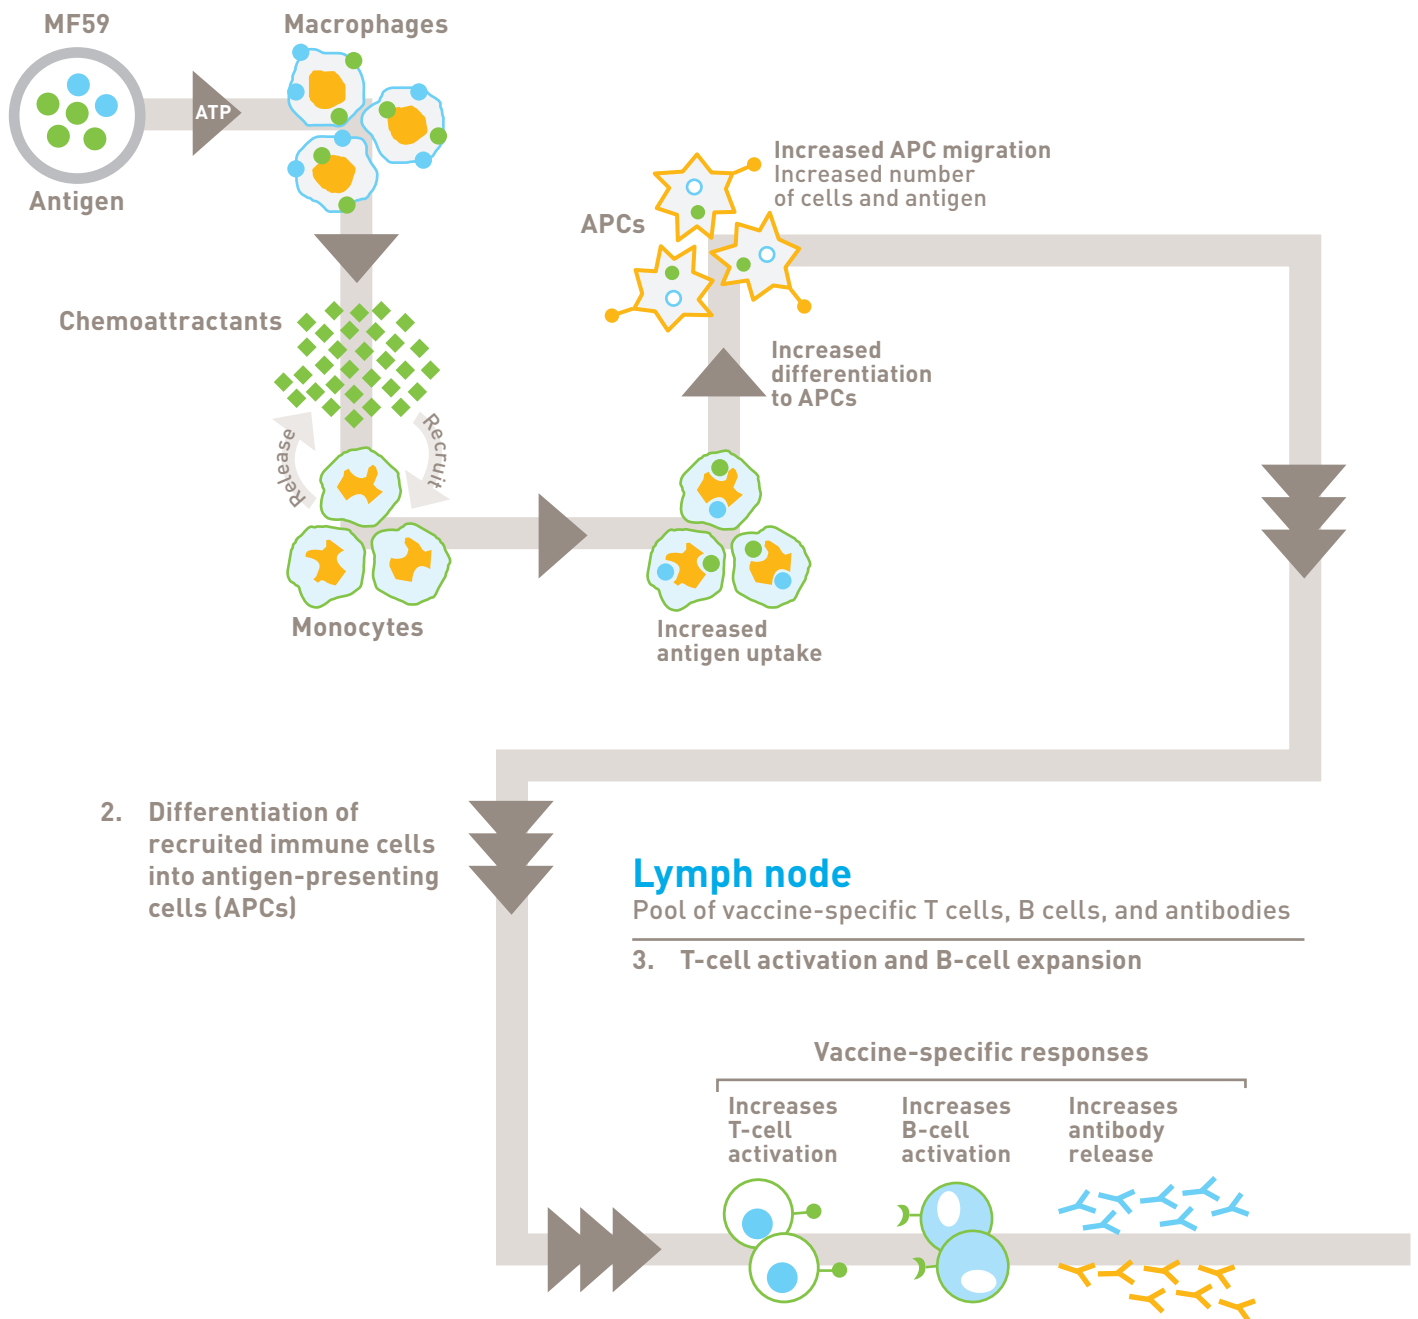 MF59
Antigen
ATP
Macrophages
Chemoattractants
Release
Recruit
Monocytes
Increased
antigen uptake
Increased
differentiation
to APCs
APCs
Increased APC migration
Increased number
of cells and antigen
2. Differentiation of
recruited immune cells
into antigen-presenting
cells (APCs)
Lymph node
Pool of vaccine-specific T cells, B cells, and antibodies
3. T-cell activation and B-cell expansion
Vaccine-specific responses
Increases
T-cell
activation
Increases
B-cell
activation
Increases
antibody
release